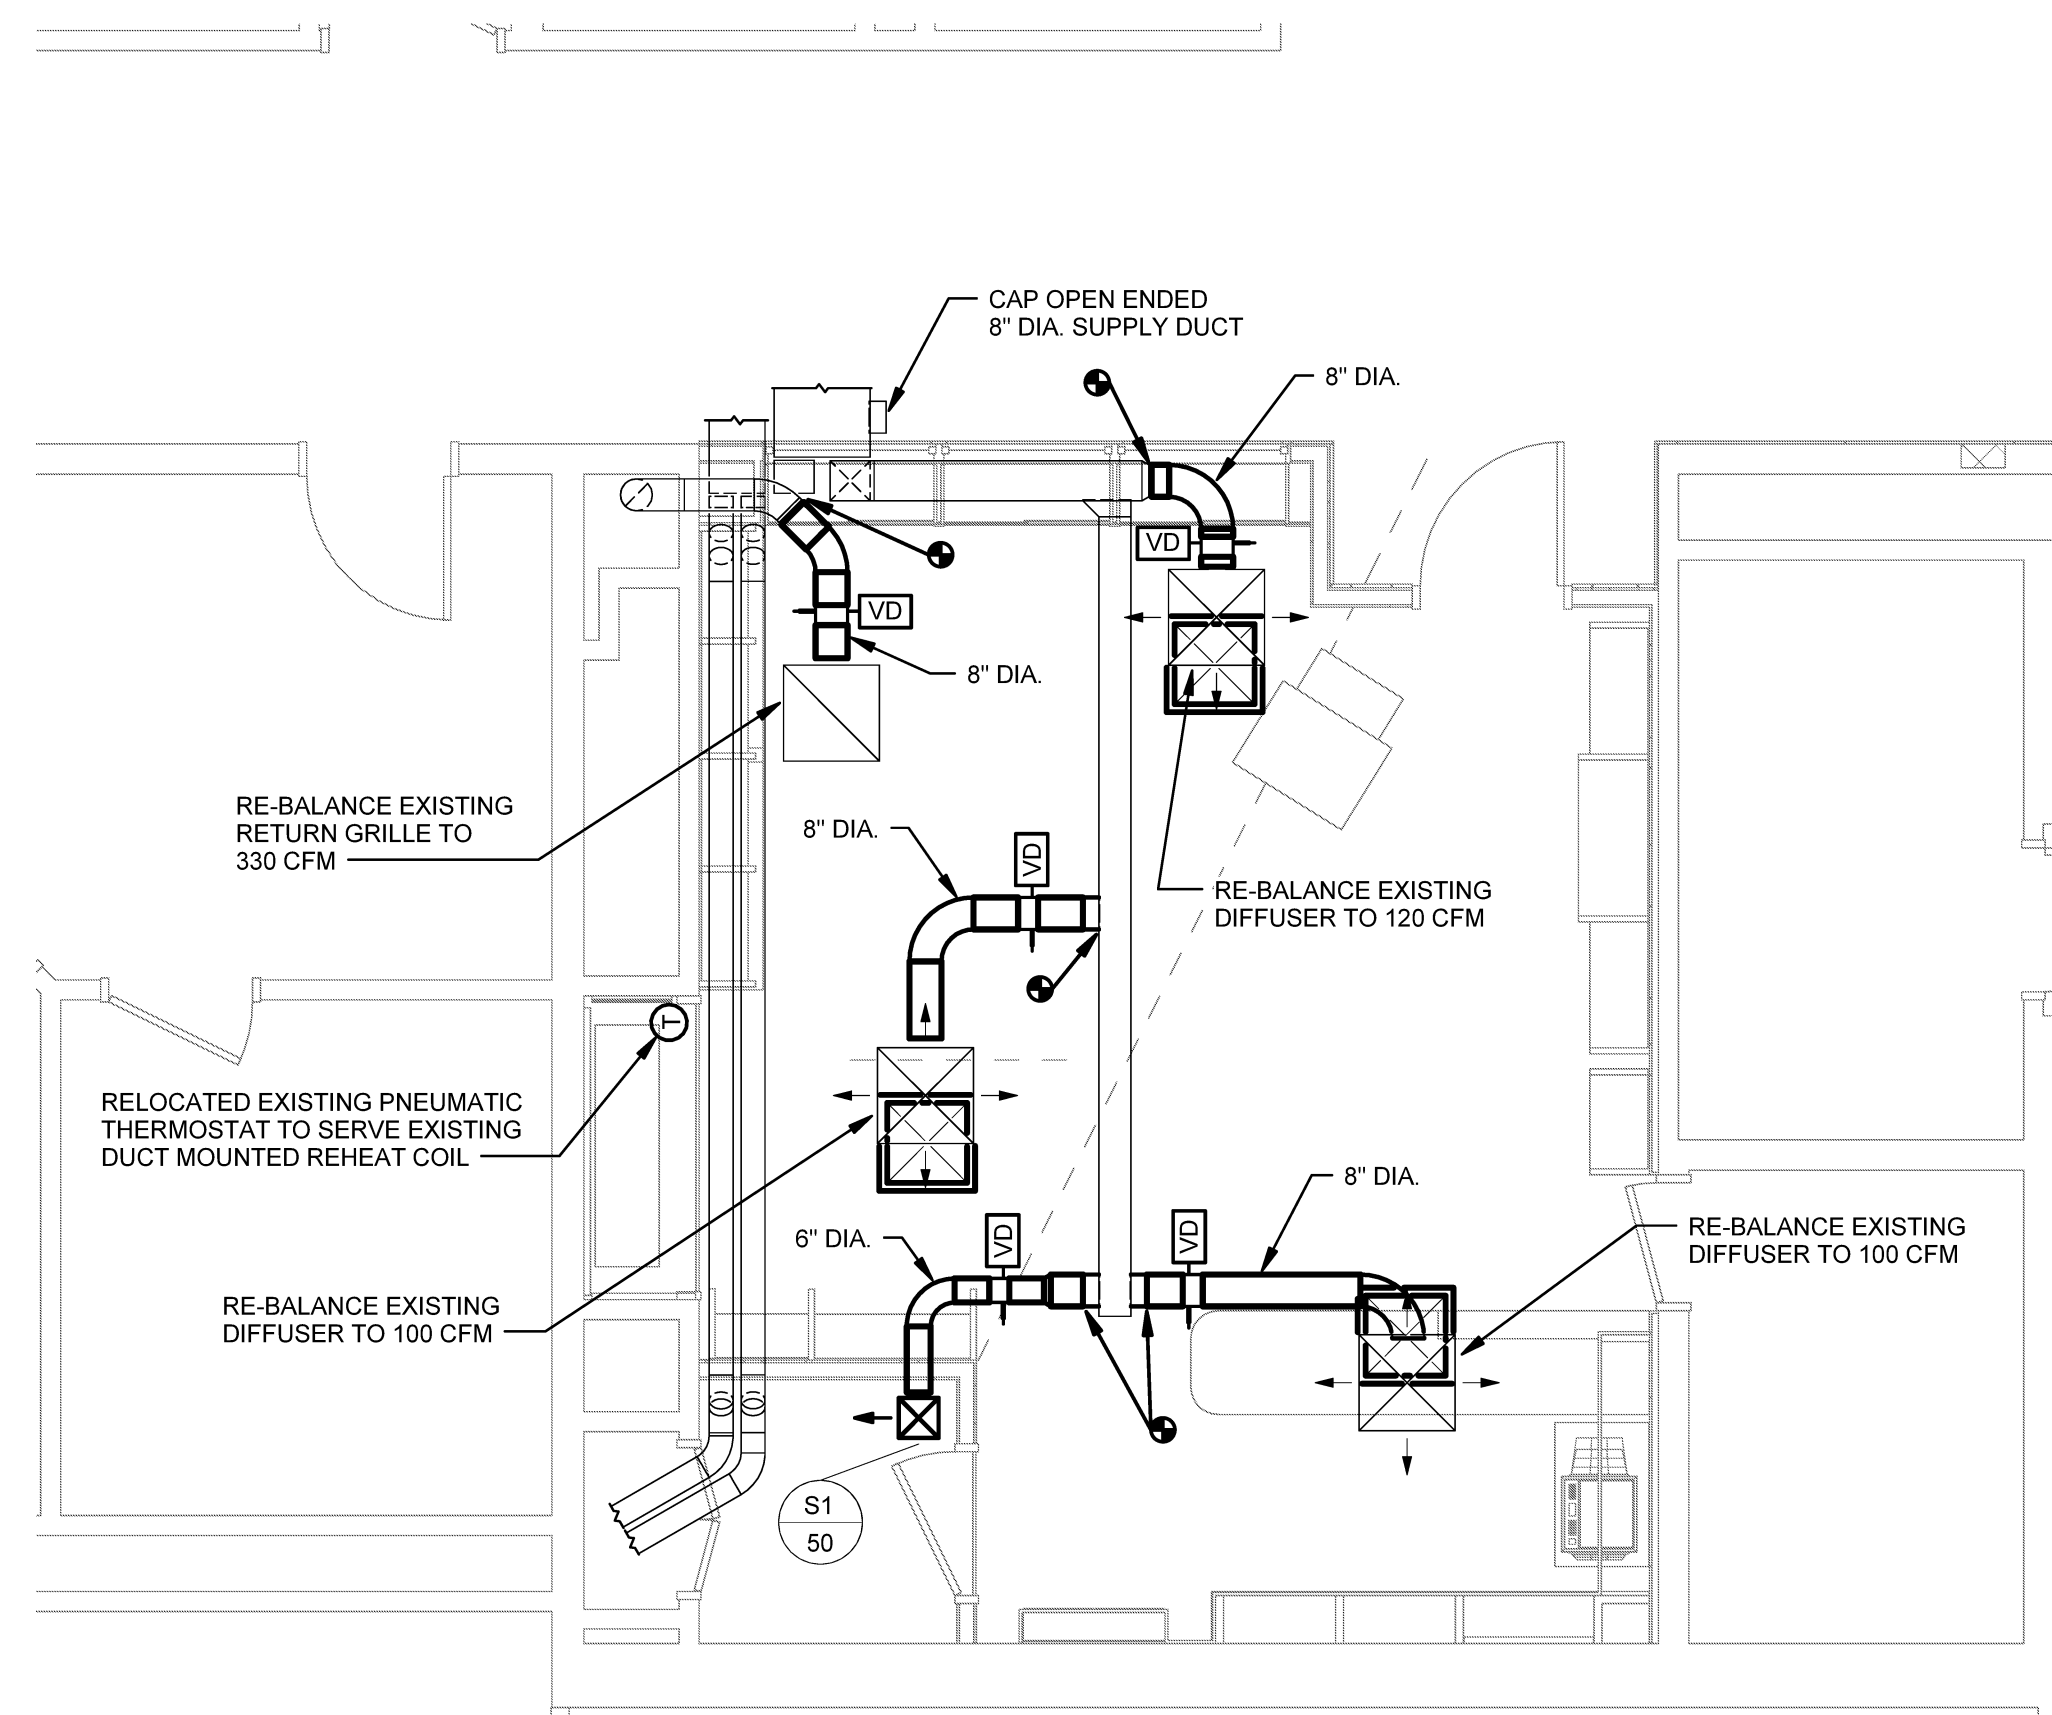 CAP OPEN ENDED
8" DIA. SUPPLY DUCT
8" DIA.
VD
VD
8" DIA.
RE-BALANCE EXISTING
RETURN GRILLE TO
330 CFM
8" DIA.
VD
RE-BALANCE EXISTING
DIFFUSER TO 120 CFM
T
RELOCATED EXISTING PNEUMATIC
THERMOSTAT TO SERVE EXISTING
DUCT MOUNTED REHEAT COIL
8" DIA.
6" DIA.
VD
VD
RE-BALANCE EXISTING
DIFFUSER TO 100 CFM
RE-BALANCE EXISTING
DIFFUSER TO 100 CFM
S1
50